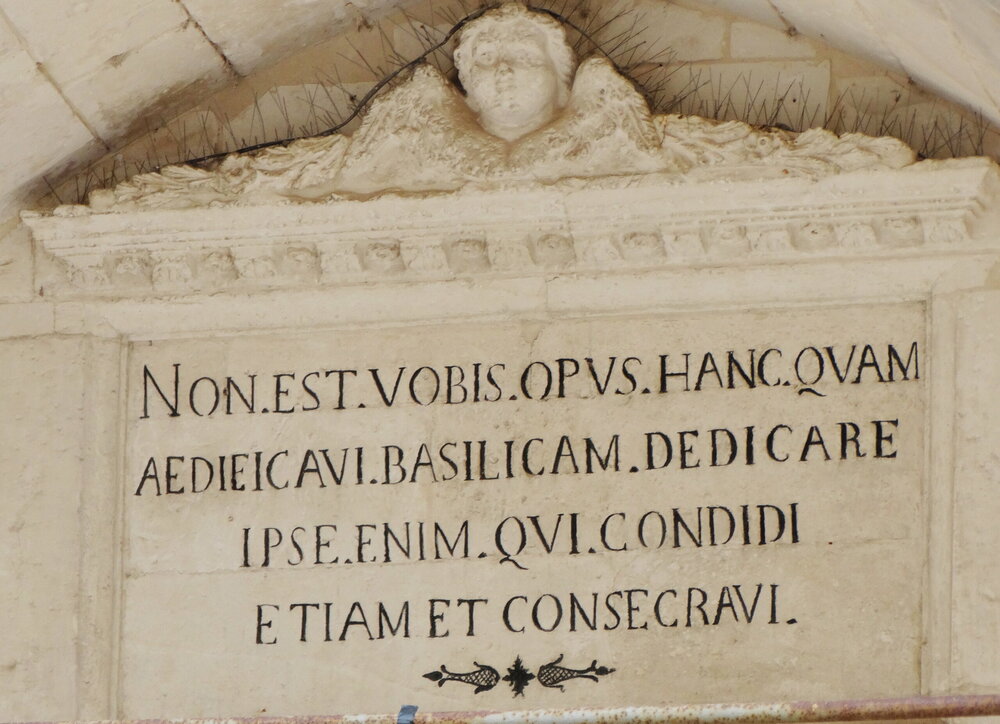 NON.EST.VOBIS.OPVS.HANC.QVAM
AEDIEICAVI.BASILICAM.DEDICARE
IPSE.ENIM.QVI.CONDIDI
ETIAM ET CONSECRAVI.